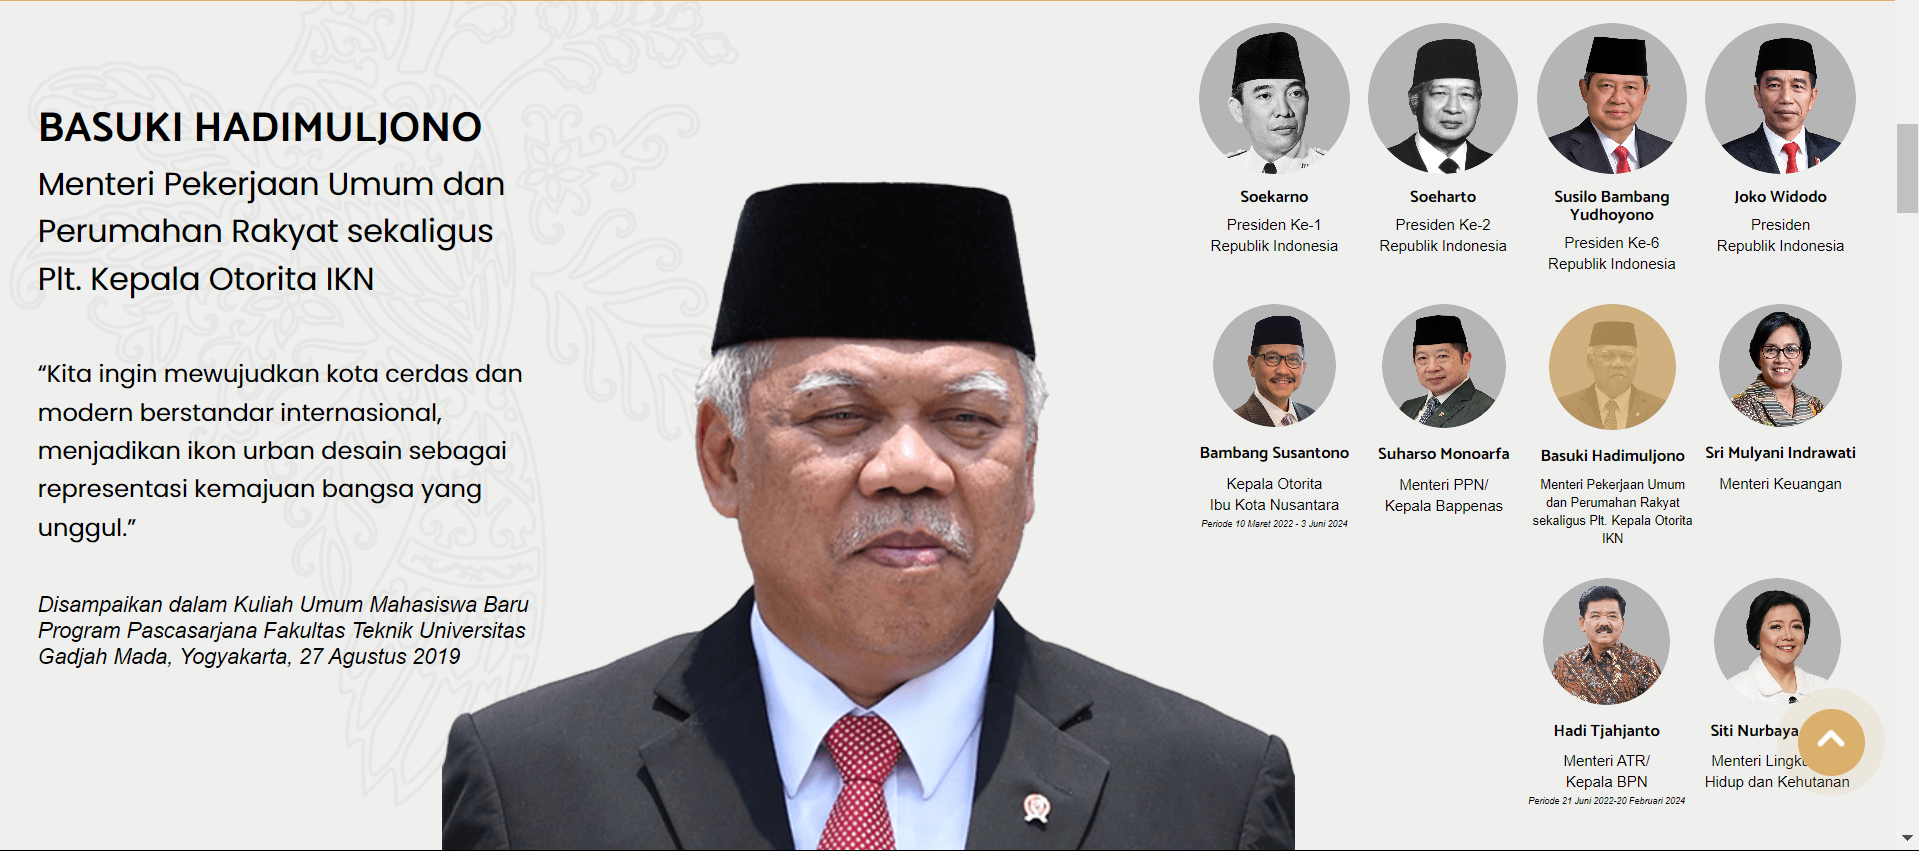 BASUKI HADIMULJONO
Menteri Pekerjaan Umum dan
Perumahan Rakyat sekaligus
Plt. Kepala Otorita IKN
“Kita ingin mewujudkan kota cerdas dan
modern berstandar internasional,
menjadikan ikon urban desain sebagai
representasi kemajuan bangsa yang
unggul.”
Disampaikan dalam Kuliah Umum Mahasiswa Baru
Program Pascasarjana Fakultas Teknik Universitas
Gadjah Mada, Yogyakarta, 27 Agustus 2019
Soekarno
Presiden Ke-1
Republik Indonesia
Soeharto
Presiden Ke-2
Republik Indonesia
Susilo Bambang
Yudhoyono
Presiden Ke-6
Republik Indonesia
Joko Widodo
Presiden
Republik Indonesia
Bambang Susantono
Kepala Otorita
Ibu Kota Nusantara
Periode 10 Maret 2022 - 3 Juni 2024
Suharso Monoarfa
Menteri PPN/
Kepala Bappenas
Basuki Hadimuljono
Menteri Pekerjaan Umum
dan Perumahan Rakyat
sekaligus Plt. Kepala Otorita
IKN
Sri Mulyani Indrawati
Menteri Keuangan
Hadi Tjahjanto
Menteri ATR/
Kepala BPN
Periode 21 Juni 2022-20 Februari 2024
Siti Nurbaya
Menteri
Hidup dan Kehutanan